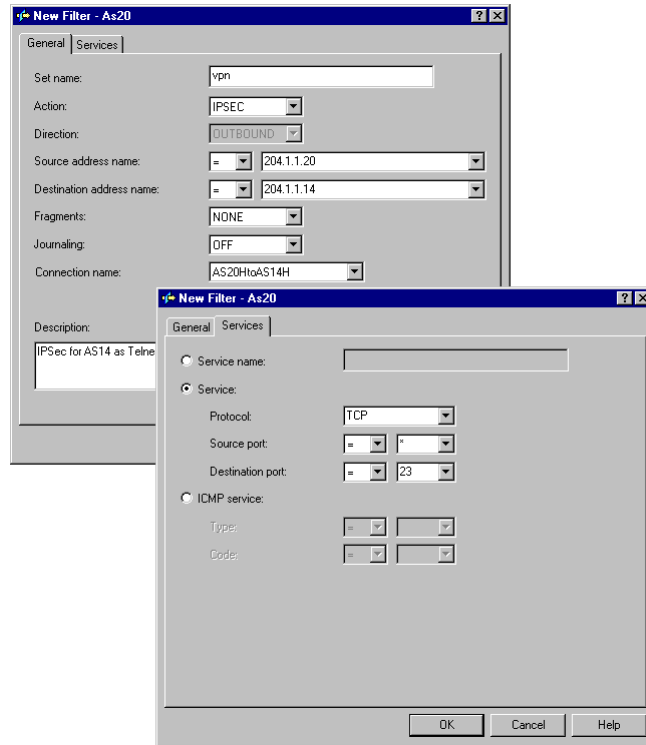 New Filter - As20
General Services
Set name: vpn
Action: IPSEC
Direction: OUTBOUND
Source address name: = 204.1.1.20
Destination address name: = 204.1.1.14
Fragments: NONE
Journaling: OFF
Connection name: AS20HtoAS14H
Description:
IPSec for AS14 as Telne
New Filter - As20
General Services
Service name:
Service:
Protocol: TCP
Source port: = *
Destination port: = 23
ICMP service:
Type: =
Code: =
OK Cancel Help